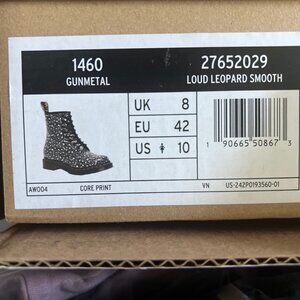 1460 27652029
GUNMETAL LOUD LEOPARD SMOOTH
UK 8
EU 42
US 10
1 90665 50867 3
AW004 CORE PRINT VN US-242P0193560-01